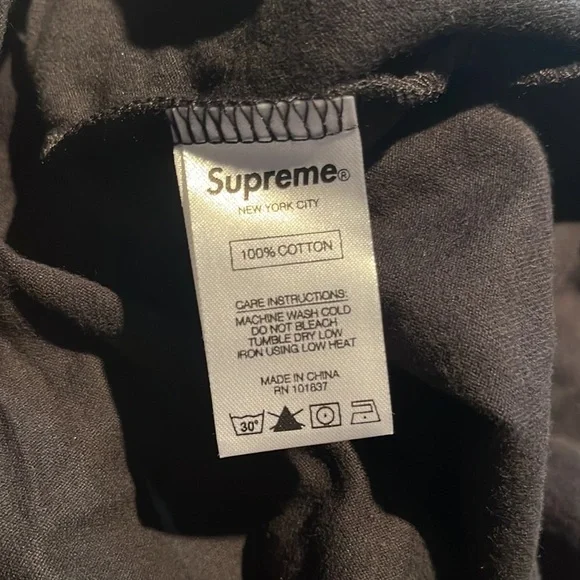 Supreme®
NEW YORK CITY
100% COTTON
CARE INSTRUCTIONS:
MACHINE WASH COLD
DO NOT BLEACH
TUMBLE DRY LOW
IRON USING LOW HEAT
MADE IN CHINA
RN 101837
30°